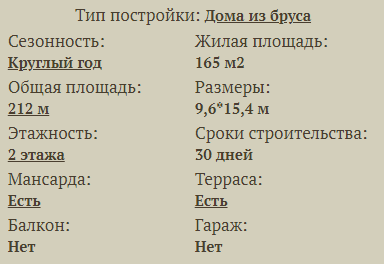 Тип постройки: Дома из бруса
Сезонность: Жилая площадь:
Круглый год 165 м2
Общая площадь: Размеры:
212 м 9,6*15,4 м
Этажность: Сроки строительства:
2 этажа 30 дней
Мансарда: Терраса:
Есть Есть
Балкон: Гараж:
Нет Нет